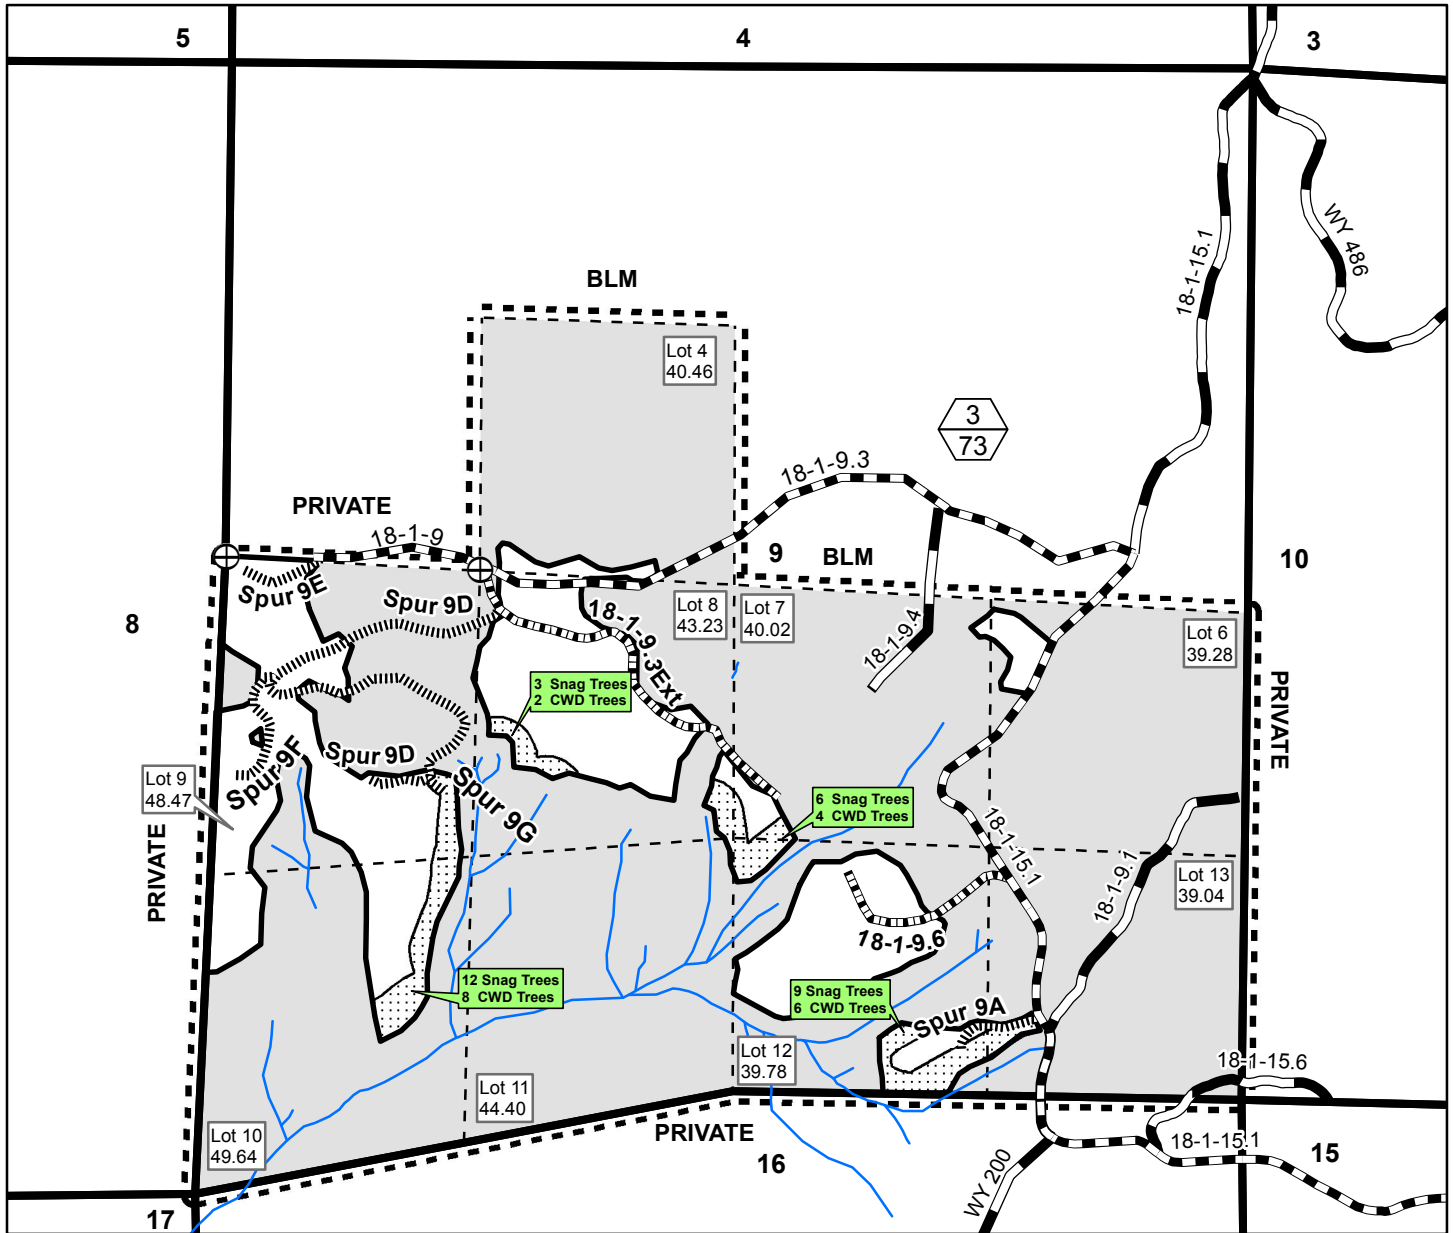 5
4
3
18-1-15.1
WY 486
BLM
Lot 4
40.46
3
73
18-1-9.3
PRIVATE
18-1-9
9
BLM
10
8
Spur 9E
Spur 9D
18-1-9.3Ext
Lot 8
43.23
Lot 7
40.02
18-1-9.4
Lot 6
39.28
PRIVATE
3 Snag Trees
2 CWD Trees
Spur 9F
Spur 9D
Spur 9G
Lot 9
48.47
6 Snag Trees
4 CWD Trees
18-1-15.1
PRIVATE
18-1-9.1
Lot 13
39.04
18-1-9.6
12 Snag Trees
8 CWD Trees
9 Snag Trees
6 CWD Trees
Spur 9A
Lot 12
39.78
18-1-15.6
Lot 11
44.40
Lot 10
49.64
PRIVATE
18-1-15.1
15
16
WY 200
17